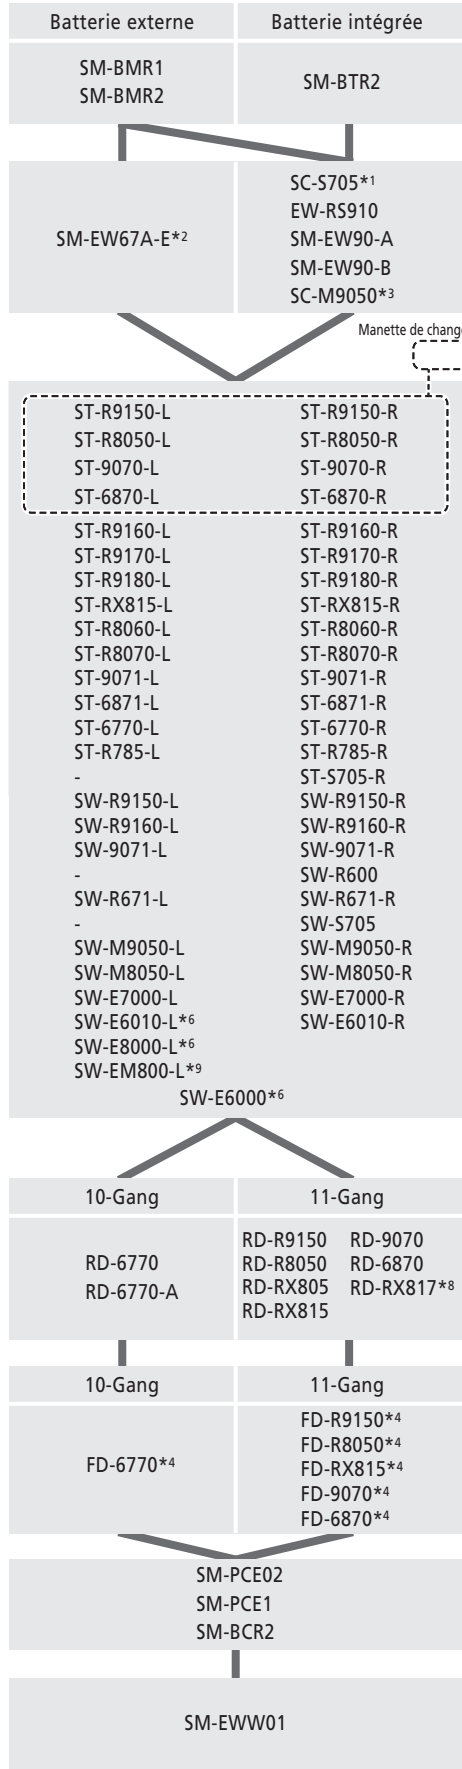 Batterie externe Batterie intégrée
SM-BMR1
SM-BMR2
SM-BTR2
SM-EW67A-E*2
SC-S705*1
EW-RS910
SM-EW90-A
SM-EW90-B
SC-M9050*3
Manette de change
ST-R9150-L ST-R9150-R
ST-R8050-L ST-R8050-R
ST-9070-L ST-9070-R
ST-6870-L ST-6870-R
ST-R9160-L ST-R9160-R
ST-R9170-L ST-R9170-R
ST-R9180-L ST-R9180-R
ST-RX815-L ST-RX815-R
ST-R8060-L ST-R8060-R
ST-R8070-L ST-R8070-R
ST-9071-L ST-9071-R
ST-6871-L ST-6871-R
ST-6770-L ST-6770-R
ST-R785-L ST-R785-R
- ST-S705-R
SW-R9150-L SW-R9150-R
SW-R9160-L SW-R9160-R
SW-9071-L SW-9071-R
- SW-R600
SW-R671-L SW-R671-R
- SW-S705
SW-M9050-L SW-M9050-R
SW-M8050-L SW-M8050-R
SW-E7000-L SW-E7000-R
SW-E6010-L*6 SW-E6010-R
SW-E8000-L*6
SW-EM800-L*9
SW-E6000*6
10-Gang 11-Gang
RD-6770
RD-6770-A
RD-R9150 RD-9070
RD-R8050 RD-6870
RD-RX805 RD-RX817*8
RD-RX815
10-Gang 11-Gang
FD-6770*4
FD-R9150*4
FD-R8050*4
FD-RX815*4
FD-9070*4
FD-6870*4
SM-PCE02
SM-PCE1
SM-BCR2
SM-EWW01